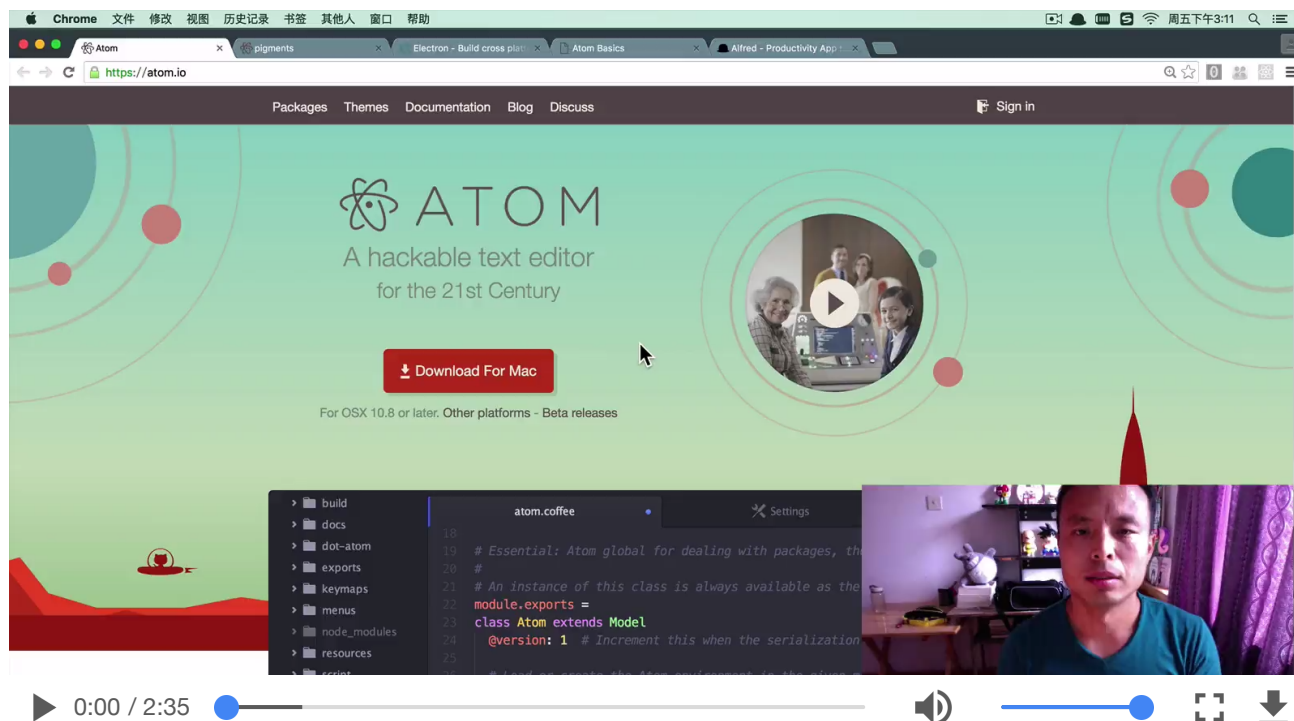 Chrome 文件 修改 视图 历史记录 书签 其他人 窗口 帮助 周五下午3:11
Atom pigments Electron - Build cross plat Atom Basics Alfred - Productivity App
https://atom.io
Packages Themes Documentation Blog Discuss Sign in
ATOM
A hackable text editor
for the 21st Century
Download For Mac
For OSX 10.8 or later. Other platforms - Beta releases
build
docs
dot-atom
exports
keymaps
menus
node_modules
resources
script
atom.coffee Settings
18
19 # Essential: Atom global for dealing with packages, the
20 #
21 # An instance of this class is always available as the
22 module.exports =
23 class Atom extends Model
24 @version: 1 # Increment this when the serialization
25
0:00 / 2:35